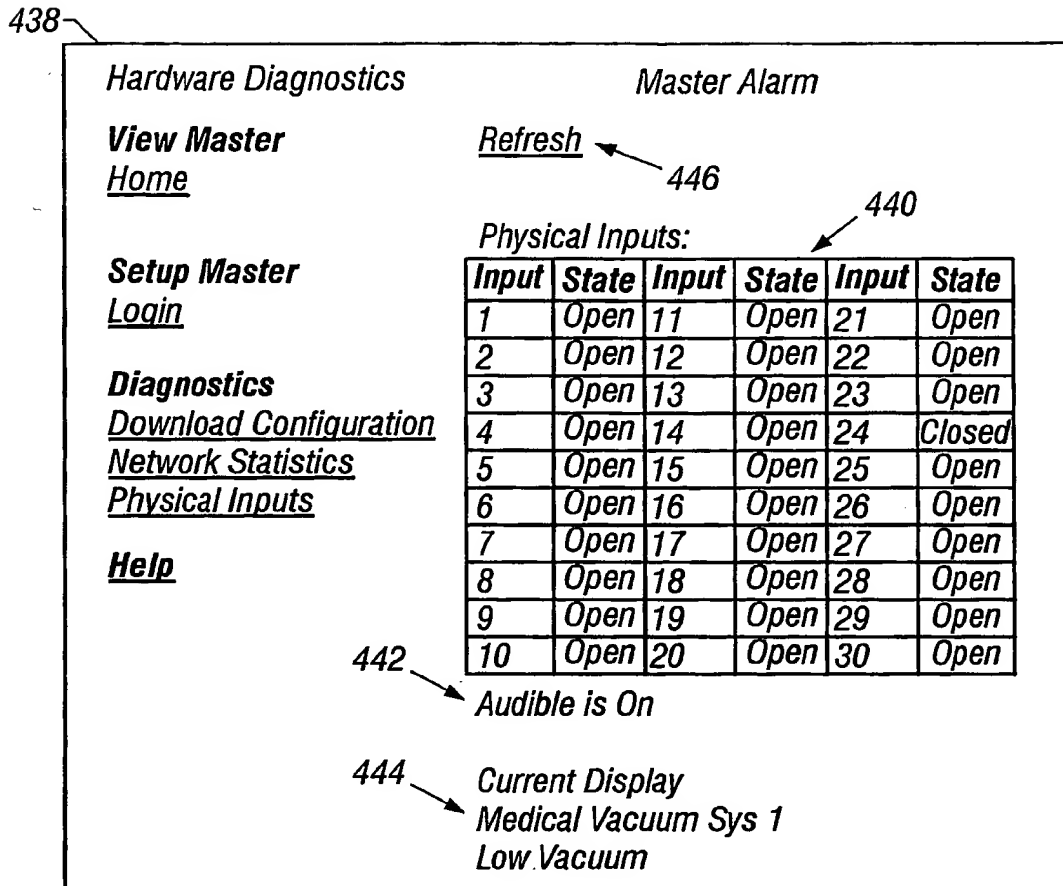 438
Hardware Diagnostics Master Alarm
View Master Refresh
Home 446
440
Physical Inputs:
Setup Master Input State Input State Input State
Login 1 Open 11 Open 21 Open
2 Open 12 Open 22 Open
Diagnostics 3 Open 13 Open 23 Open
Download Configuration 4 Open 14 Open 24 Closed
Network Statistics 5 Open 15 Open 25 Open
Physical Inputs 6 Open 16 Open 26 Open
7 Open 17 Open 27 Open
Help 8 Open 18 Open 28 Open
9 Open 19 Open 29 Open
10 Open 20 Open 30 Open
442
Audible is On
444 Current Display
Medical Vacuum Sys 1
Low Vacuum